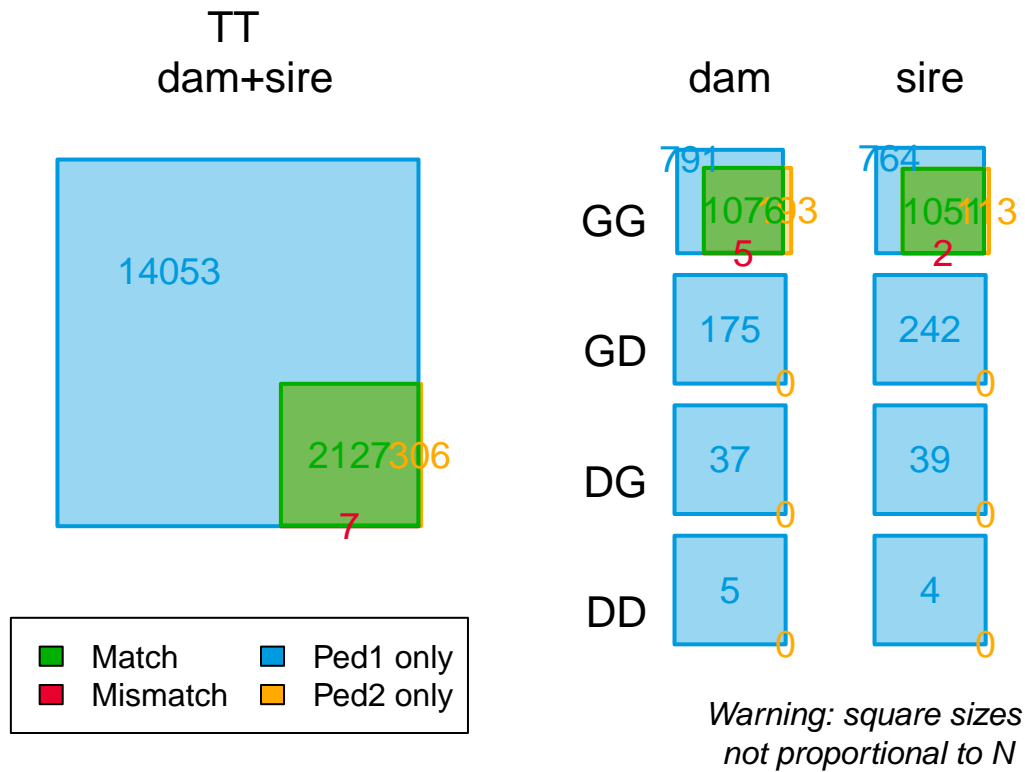 TT
dam+sire
dam sire
14053
2127 306
7
GG
791 1076 193
5
764 1051 113
2
GD
175 0
242 0
DG
37 0
39 0
DD
5 0
4 0
Match Ped1 only
Mismatch Ped2 only
Warning: square sizes
not proportional to N